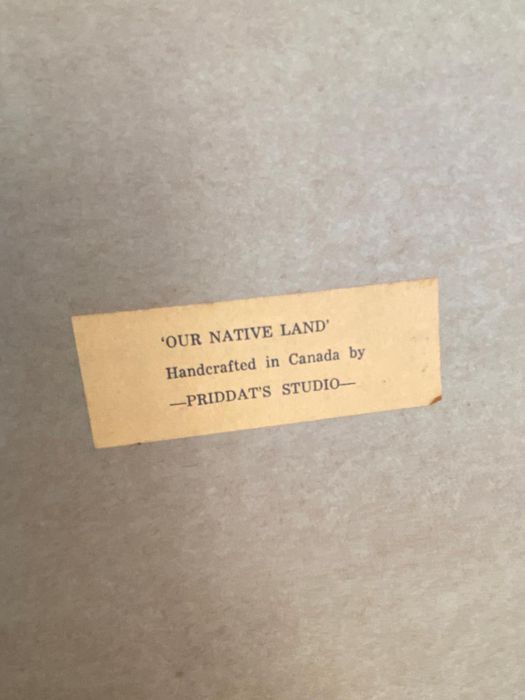 'OUR NATIVE LAND'
Handcrafted in Canada by
—PRIDDAT'S STUDIO—